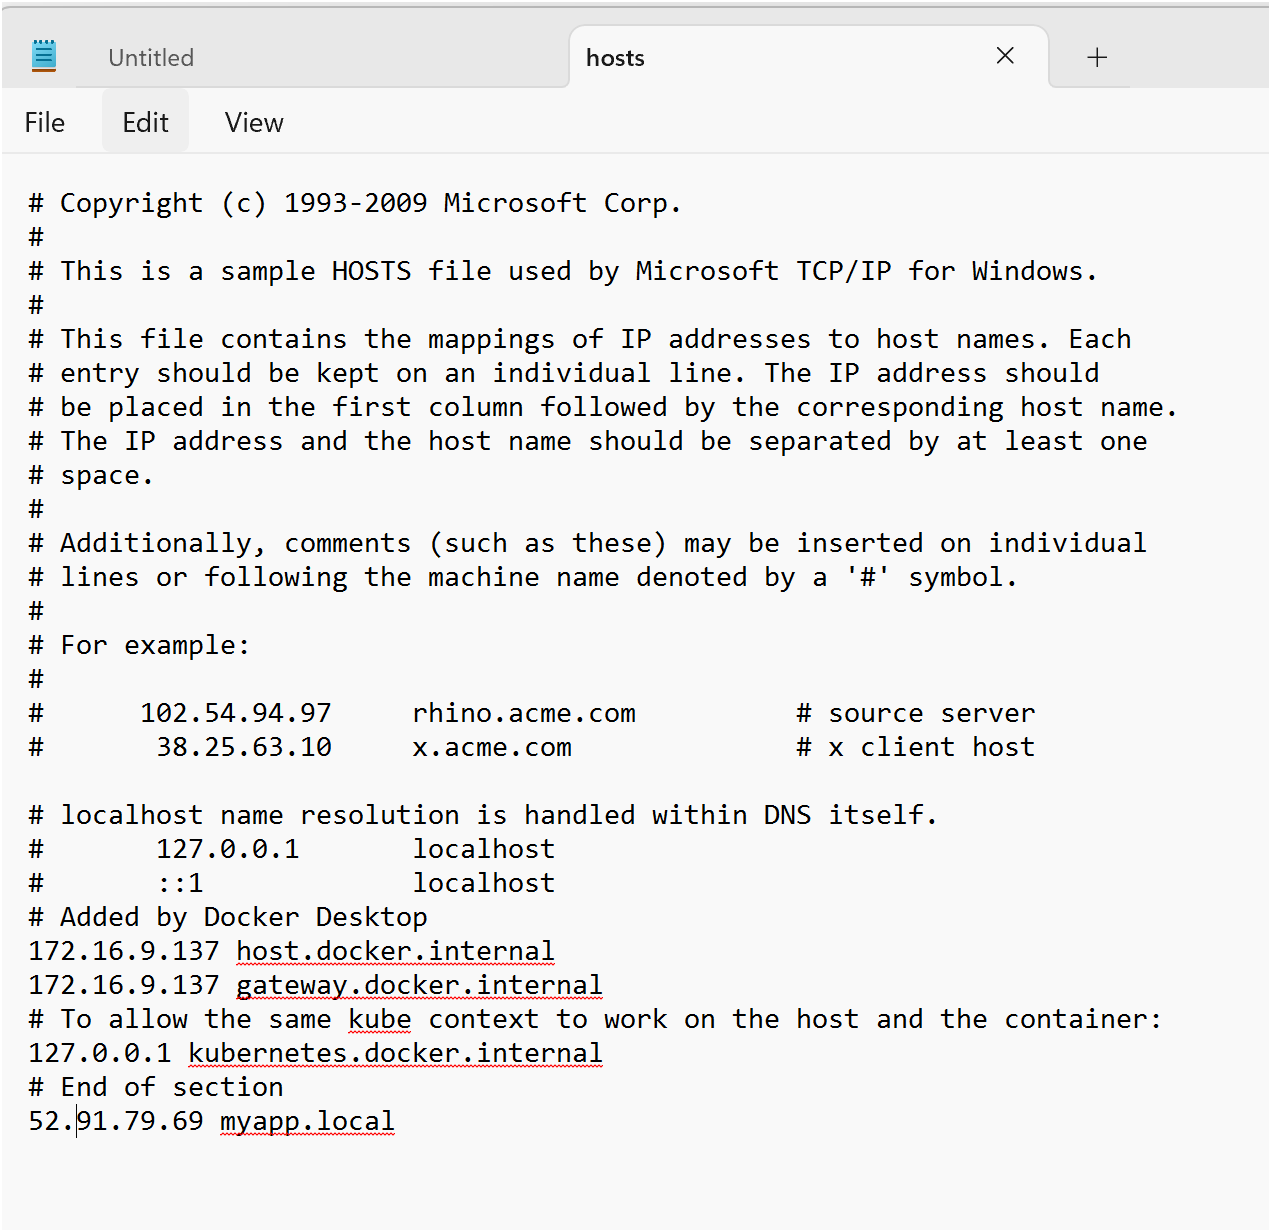 Untitled
hosts
File Edit View
# Copyright (c) 1993-2009 Microsoft Corp.
#
# This is a sample HOSTS file used by Microsoft TCP/IP for Windows.
#
# This file contains the mappings of IP addresses to host names. Each
# entry should be kept on an individual line. The IP address should
# be placed in the first column followed by the corresponding host name.
# The IP address and the host name should be separated by at least one
# space.
#
# Additionally, comments (such as these) may be inserted on individual
# lines or following the machine name denoted by a '#' symbol.
#
# For example:
#
#      102.54.94.97     rhino.acme.com          # source server
#       38.25.63.10     x.acme.com              # x client host

# localhost name resolution is handled within DNS itself.
#       127.0.0.1       localhost
#       ::1             localhost
# Added by Docker Desktop
172.16.9.137 host.docker.internal
172.16.9.137 gateway.docker.internal
# To allow the same kube context to work on the host and the container:
127.0.0.1 kubernetes.docker.internal
# End of section
52.91.79.69 myapp.local